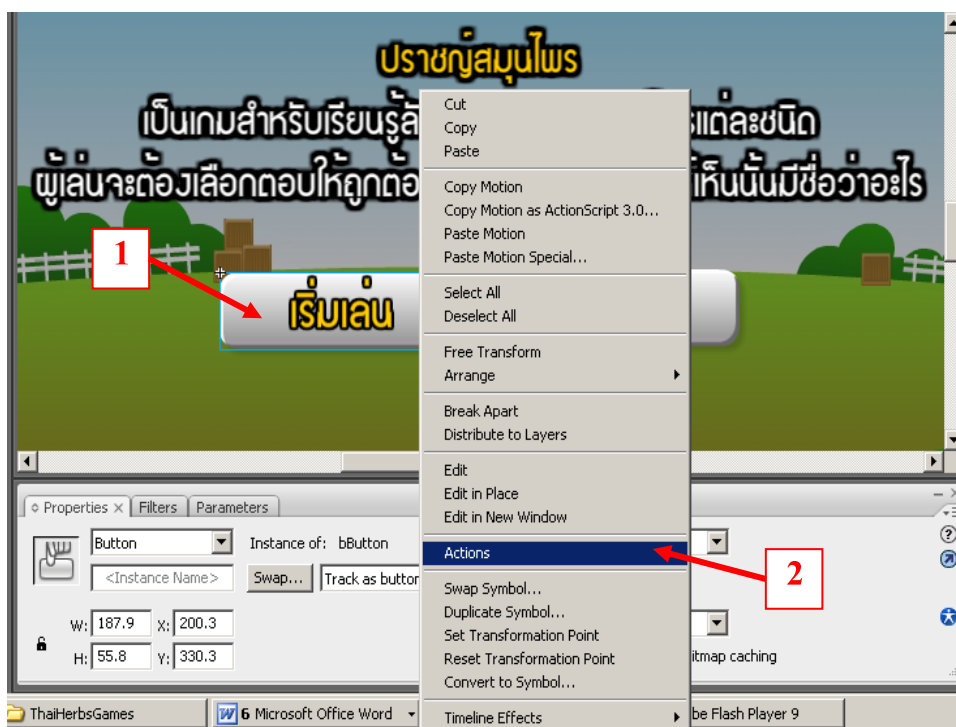 ปราชญ์สมุนไพร
เป็นเกมสำหรับเรียนรู้
แต่ละชนิด
ผู้เล่นจะต้องเลือกตอบให้ถูกต้อ
ให้เห็นนั้นมีชื่อว่าอะไร
1
เริ่มเล่น
Cut
Copy
Paste
Copy Motion
Copy Motion as ActionScript 3.0...
Paste Motion
Paste Motion Special...
Select All
Deselect All
Free Transform
Arrange
Break Apart
Distribute to Layers
Edit
Edit in Place
Edit in New Window
Actions
2
Swap Symbol...
Duplicate Symbol...
Set Transformation Point
Reset Transformation Point
Convert to Symbol...
Timeline Effects
Properties × Filters Parameters
Button Instance of: bButton
<Instance Name> Swap... Track as button
W: 187.9 X: 200.3
H: 55.8 Y: 330.3
itmap caching
ThaiHerbsGames 6 Microsoft Office Word be Flash Player 9